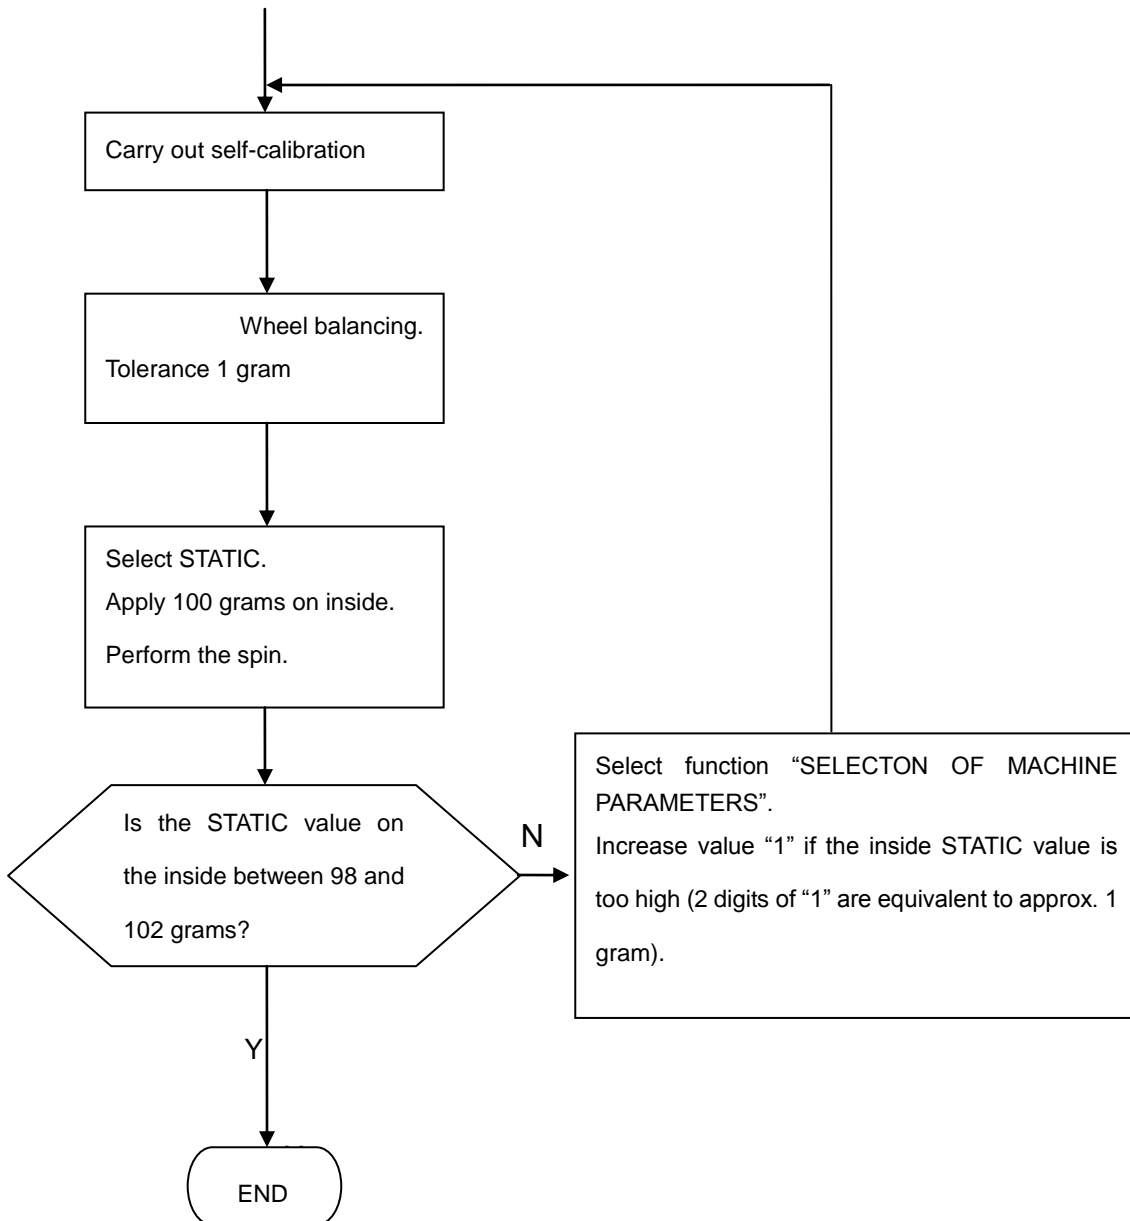 Carry out self-calibration
Wheel balancing.
Tolerance 1 gram
Select STATIC.
Apply 100 grams on inside.
Perform the spin.
Is the STATIC value on
the inside between 98 and
102 grams?
N
Select function “SELECTON OF MACHINE
PARAMETERS”.
Increase value “1” if the inside STATIC value is
too high (2 digits of “1” are equivalent to approx. 1
gram).
Y
END